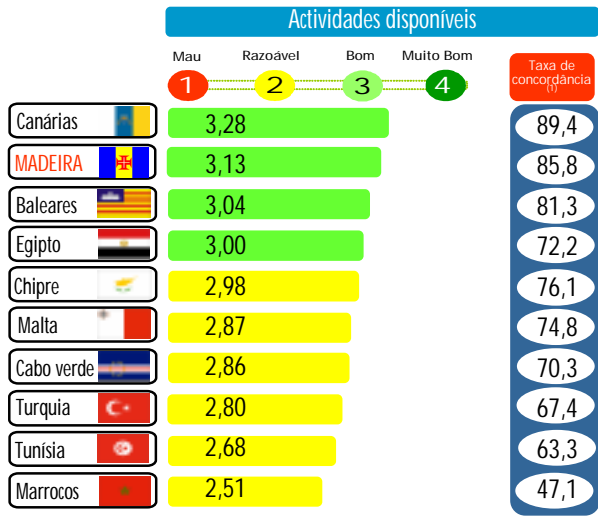 Actividades disponíveis
Mau Razoável Bom Muito Bom
1 2 3 4
Taxa de
concordância
(1)
Canárias 3,28 89,4
MADEIRA 3,13 85,8
Baleares 3,04 81,3
Egipto 3,00 72,2
Chipre 2,98 76,1
Malta 2,87 74,8
Cabo verde 2,86 70,3
Turquia 2,80 67,4
Tunísia 2,68 63,3
Marrocos 2,51 47,1